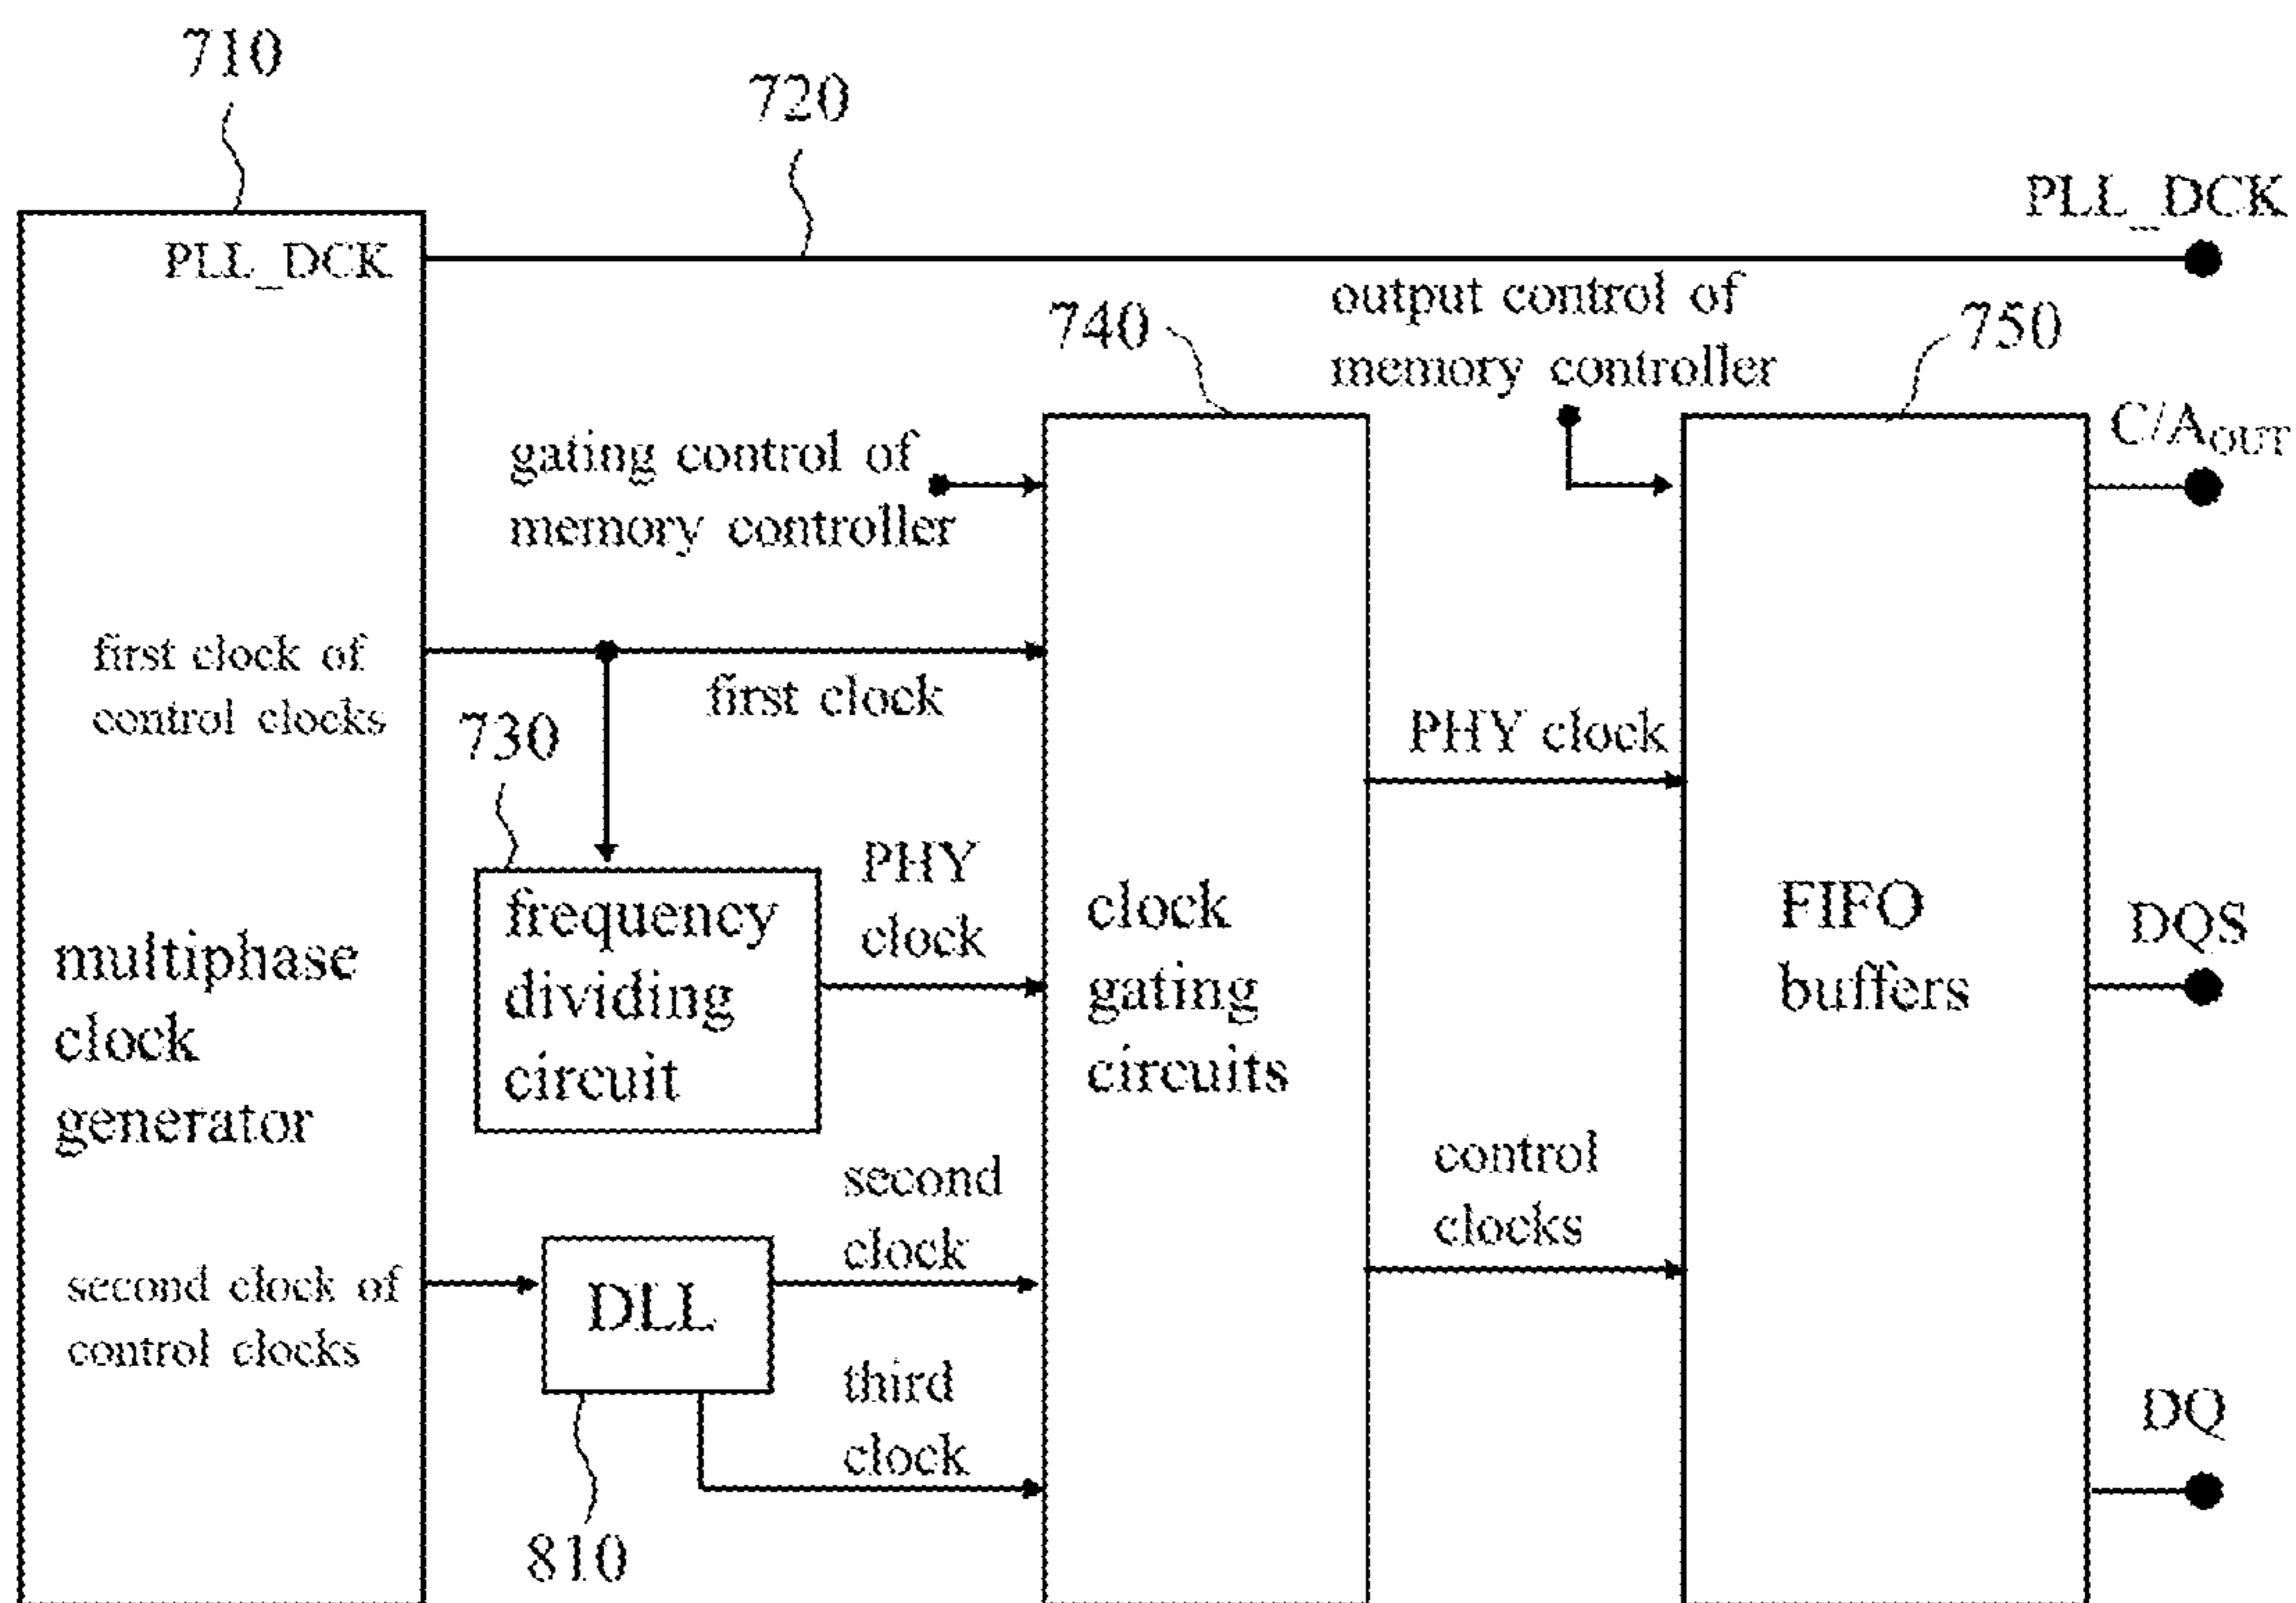 710
720
PLL_DCK
PLL_DCK
output control of
memory controller
740
750
C/AOUT
gating control of
memory controller
first clock of
control clocks
first clock
730
PHY clock
PHY
clock
frequency
dividing
circuit
clock
gating
circuits
FIFO
buffers
DQS
multiphase
clock
generator
second
clock
control
clocks
second clock of
control clocks
DLL
third
clock
DQ
810